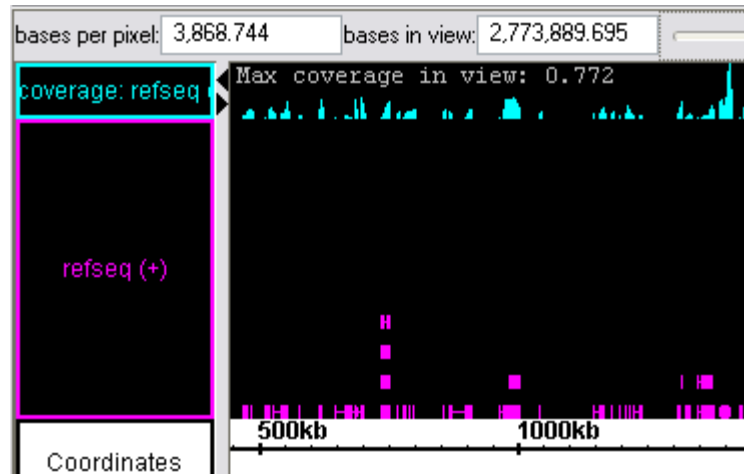 bases per pixel: 3,868.744 bases in view: 2,773,889.695
coverage: refseq
Max coverage in view: 0.772
refseq (+)
500kb 1000kb
Coordinates